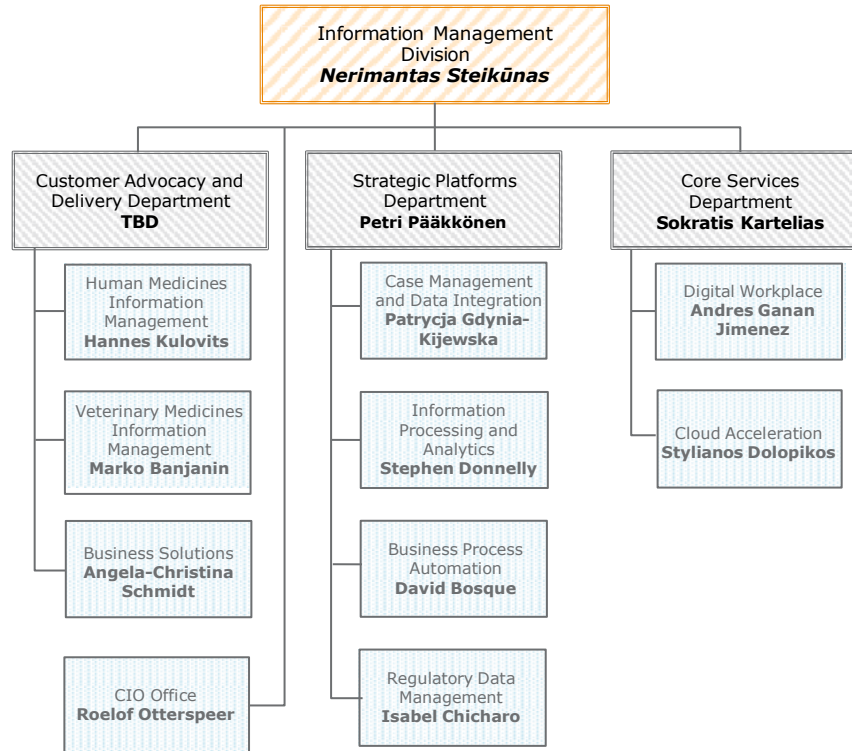 Information Management
Division
Nerimantas Steikūnas
Customer Advocacy and
Delivery Department
TBD
Human Medicines
Information
Management
Hannes Kulovits
Veterinary Medicines
Information
Management
Marko Banjanin
Business Solutions
Angela-Christina
Schmidt
CIO Office
Roelof Otterspeer
Strategic Platforms
Department
Petri Pääkkönen
Case Management
and Data Integration
Patrycja Gdynia-
Kijewska
Information
Processing and
Analytics
Stephen Donnelly
Business Process
Automation
David Bosque
Regulatory Data
Management
Isabel Chicharo
Core Services
Department
Sokratis Kartelias
Digital Workplace
Andres Ganan
Jimenez
Cloud Acceleration
Stylianos Dolopikos